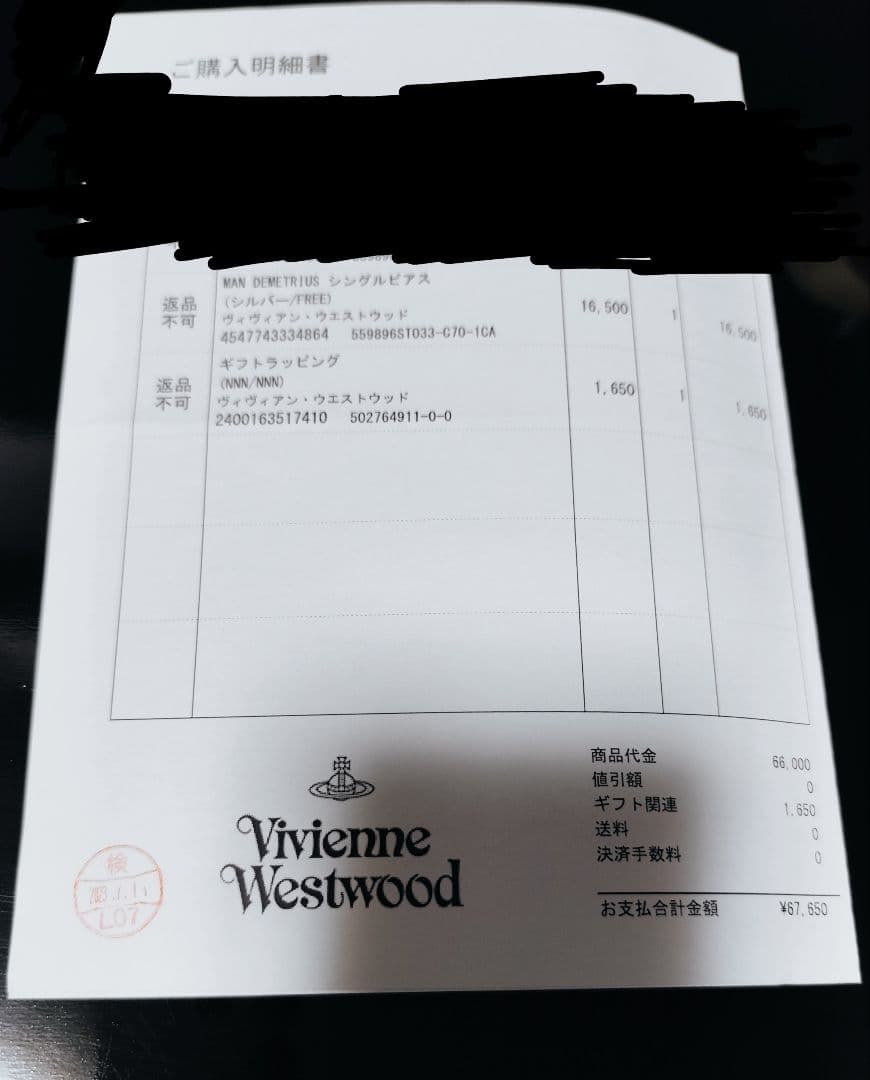 ご購入明細書
返品
不可
MAN DEMETRIUS シングルピアス
(シルバー/FREE)
ヴィヴィアン・ウエストウッド
4547743334864 559896ST033-C70-1CA
16,500 1 16,500
返品
不可
ギフトラッピング
(NNN/NNN)
ヴィヴィアン・ウエストウッド
2400163517410 502764911-0-0
1,650 1 1,650
商品代金 66,000
値引額 0
ギフト関連 1,650
送料 0
決済手数料 0
お支払合計金額 ¥67,650
Vivienne
Westwood
検
L07